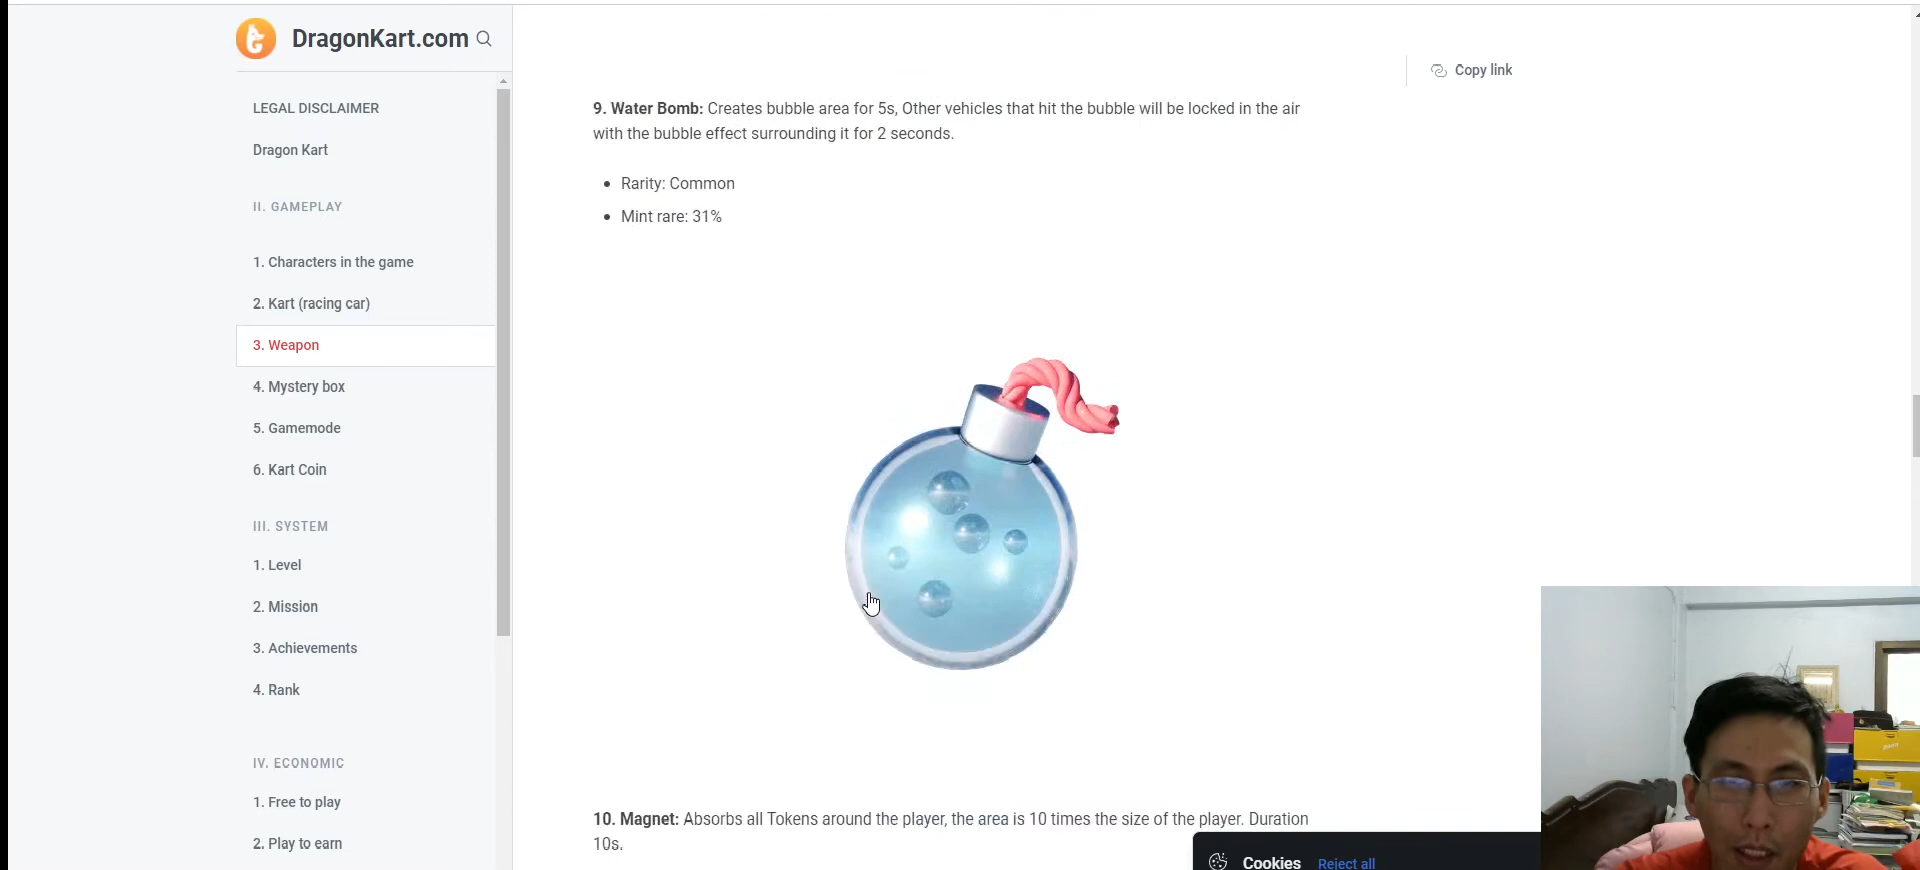 DragonKart.com
Copy link
LEGAL DISCLAIMER
Dragon Kart
II. GAMEPLAY
1. Characters in the game
2. Kart (racing car)
3. Weapon
4. Mystery box
5. Gamemode
6. Kart Coin
III. SYSTEM
1. Level
2. Mission
3. Achievements
4. Rank
IV. ECONOMIC
1. Free to play
2. Play to earn
9. Water Bomb: Creates bubble area for 5s, Other vehicles that hit the bubble will be locked in the air
with the bubble effect surrounding it for 2 seconds.
• Rarity: Common
• Mint rare: 31%
10. Magnet: Absorbs all Tokens around the player, the area is 10 times the size of the player. Duration
10s.
Cookies Reject all